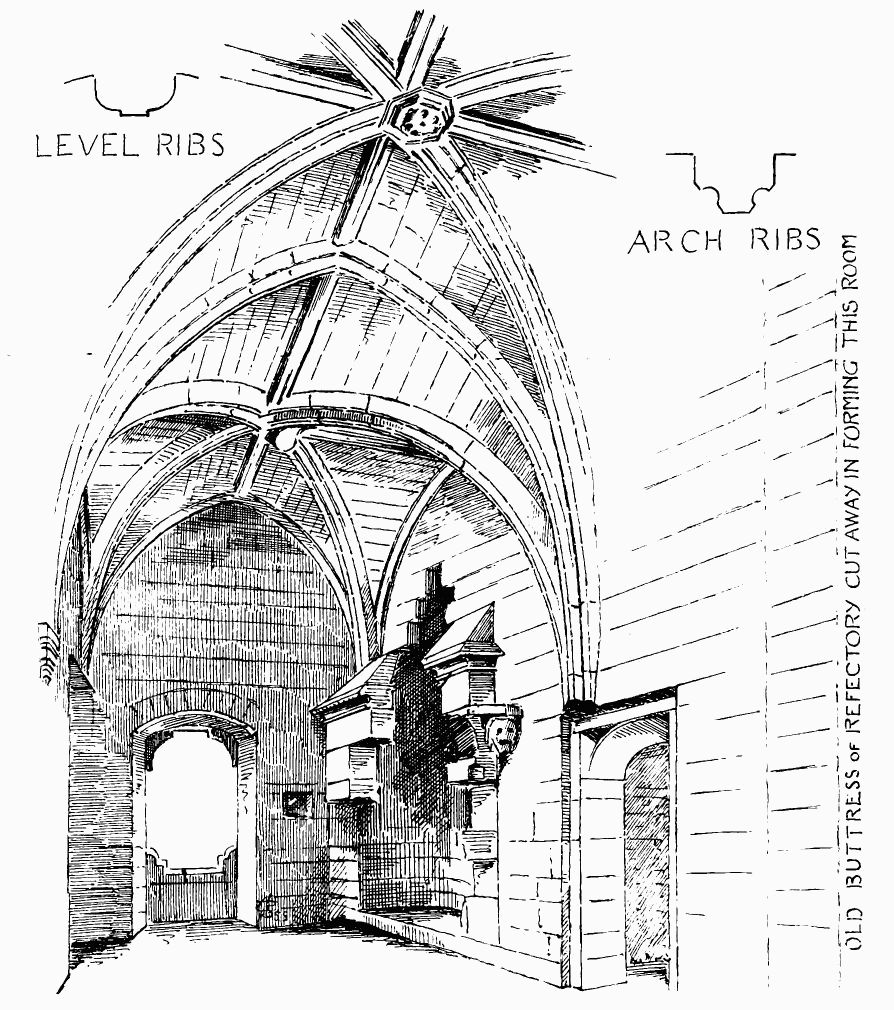 LEVEL RIBS
ARCH RIBS
OLD BUTTRESS OF REFECTORY CUT AWAY IN FORMING THIS ROOM